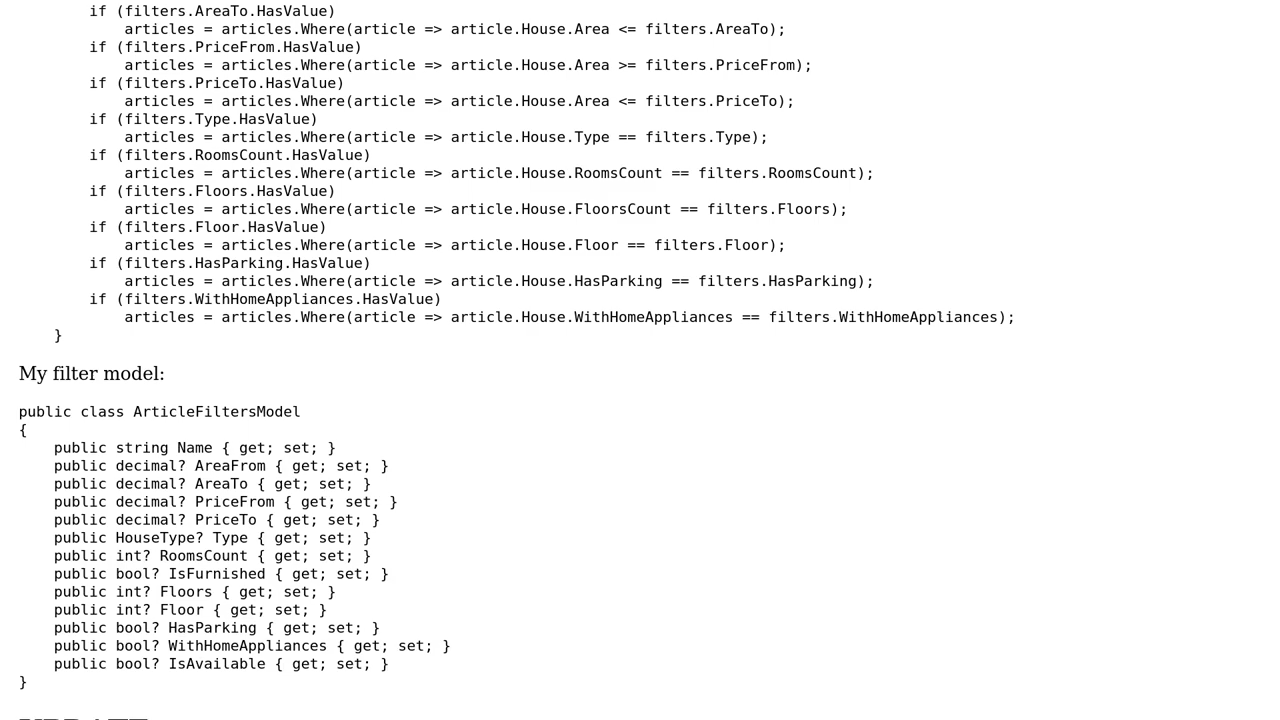 if (filters.AreaTo.HasValue)
articles = articles.Where(article => article.House.Area <= filters.AreaTo);
if (filters.PriceFrom.HasValue)
articles = articles.Where(article => article.House.Area >= filters.PriceFrom);
if (filters.PriceTo.HasValue)
articles = articles.Where(article => article.House.Area <= filters.PriceTo);
if (filters.Type.HasValue)
articles = articles.Where(article => article.House.Type == filters.Type);
if (filters.RoomsCount.HasValue)
articles = articles.Where(article => article.House.RoomsCount == filters.RoomsCount);
if (filters.Floors.HasValue)
articles = articles.Where(article => article.House.FloorsCount == filters.Floors);
if (filters.Floor.HasValue)
articles = articles.Where(article => article.House.Floor == filters.Floor);
if (filters.HasParking.HasValue)
articles = articles.Where(article => article.House.HasParking == filters.HasParking);
if (filters.WithHomeAppliances.HasValue)
articles = articles.Where(article => article.House.WithHomeAppliances == filters.WithHomeAppliances);
}
My filter model:
public class ArticleFiltersModel
{
public string Name { get; set; }
public decimal? AreaFrom { get; set; }
public decimal? AreaTo { get; set; }
public decimal? PriceFrom { get; set; }
public decimal? PriceTo { get; set; }
public HouseType? Type { get; set; }
public int? RoomsCount { get; set; }
public bool? IsFurnished { get; set; }
public int? Floors { get; set; }
public int? Floor { get; set; }
public bool? HasParking { get; set; }
public bool? WithHomeAppliances { get; set; }
public bool? IsAvailable { get; set; }
}